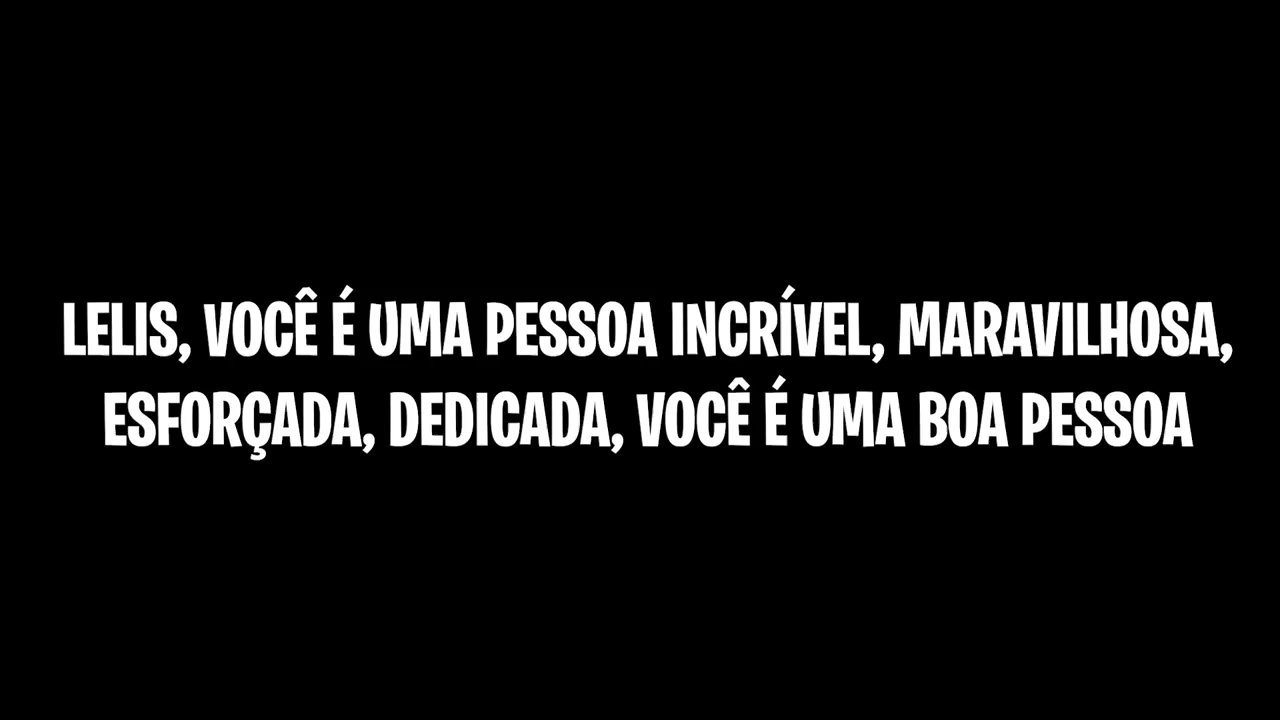 LELIS, VOCÊ É UMA PESSOA INCRÍVEL, MARAVILHOSA,
ESFORÇADA, DEDICADA, VOCÊ É UMA BOA PESSOA